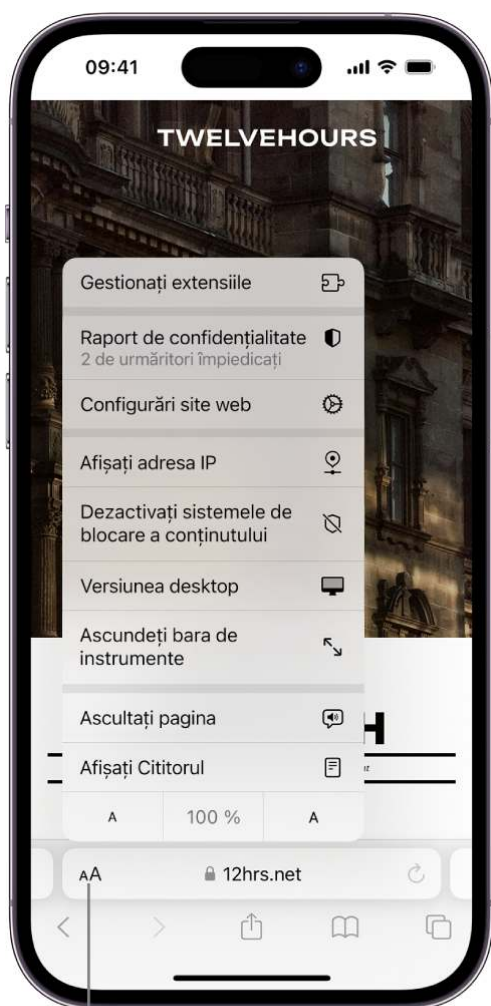 09:41
TWELVEHOURS
Gestionați extensiile
Raport de confidențialitate
2 de urmăritori împiedicați
Configurări site web
Afișați adresa IP
Dezactivați sistemele de
blocare a conținutului
Versiunea desktop
Ascundeți bara de
instrumente
Ascultați pagina
Afișați Cititorul
A 100 % A
AA 12hrs.net